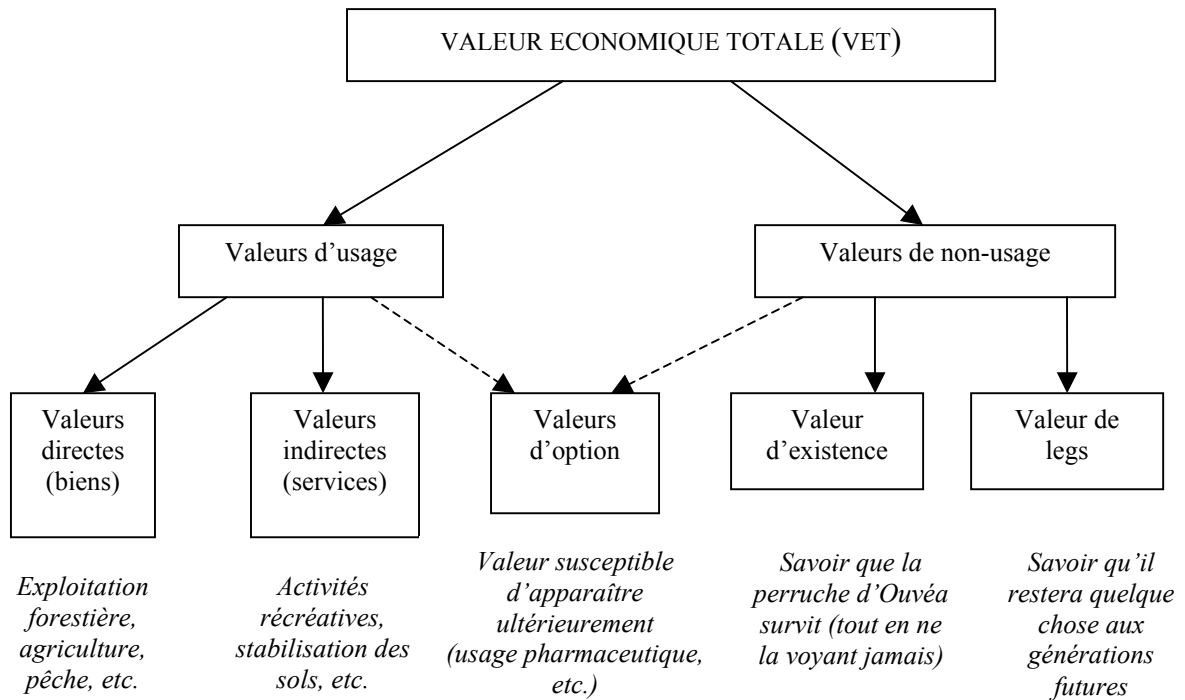 VALEUR ECONOMIQUE TOTALE (VET)
Valeurs d’usage
Valeurs de non-usage
Valeurs
directes
(biens)
Valeurs
indirectes
(services)
Valeurs
d’option
Valeur
d’existence
Valeur de
legs
Exploitation
forestière,
agriculture,
pêche, etc.
Activités
récréatives,
stabilisation des
sols, etc.
Valeur susceptible
d’apparaître
ultérieurement
(usage pharmaceutique,
etc.)
Savoir que la
perruche d’Ouvéa
survit (tout en ne
la voyant jamais)
Savoir qu’il
restera quelque
chose aux
générations
futures